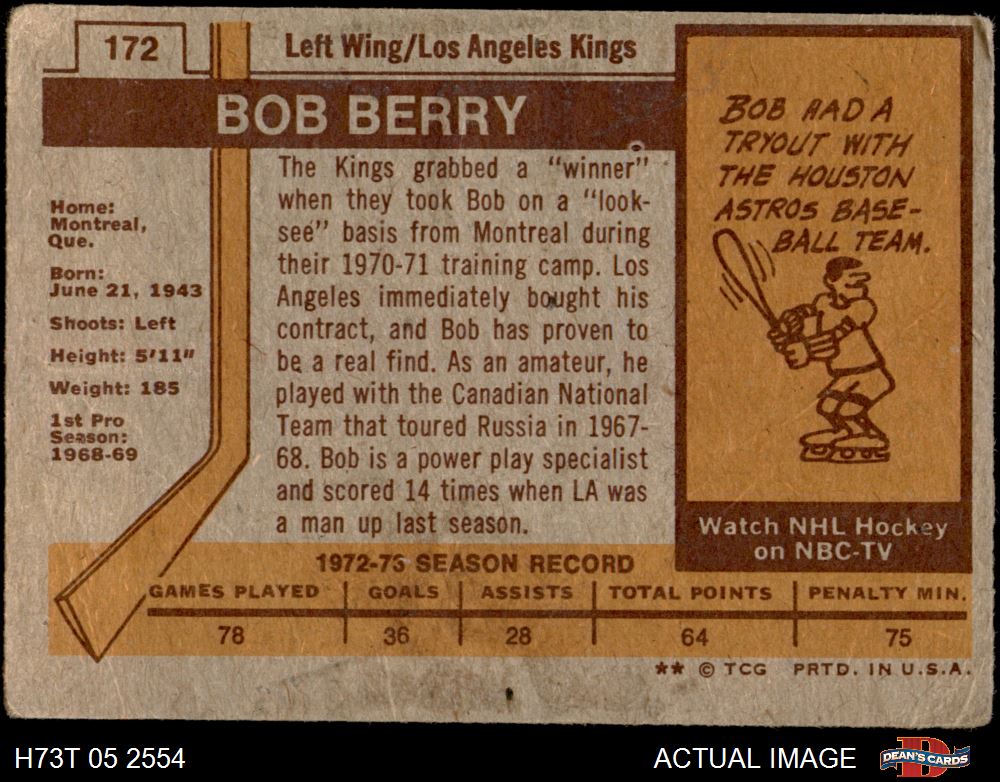 172
Left Wing/Los Angeles Kings
BOB BERRY
Home:
Montreal,
Que.
Born:
June 21, 1943
Shoots: Left
Height: 5'11"
Weight: 185
1st Pro
Season:
1968-69
The Kings grabbed a "winner"
when they took Bob on a "look-
see" basis from Montreal during
their 1970-71 training camp. Los
Angeles immediately bought his
contract, and Bob has proven to
be a real find. As an amateur, he
played with the Canadian National
Team that toured Russia in 1967-
68. Bob is a power play specialist
and scored 14 times when LA was
a man up last season.
BOB HAD A
TRYOUT WITH
THE HOUSTON
ASTROS BASE-
BALL TEAM.
Watch NHL Hockey
on NBC-TV
1972-73 SEASON RECORD
GAMES PLAYED GOALS ASSISTS TOTAL POINTS PENALTY MIN.
78 36 28 64 75
** © TCG PRTD. IN U.S.A.
H73T 05 2554
ACTUAL IMAGE
DEAN'S CARDS